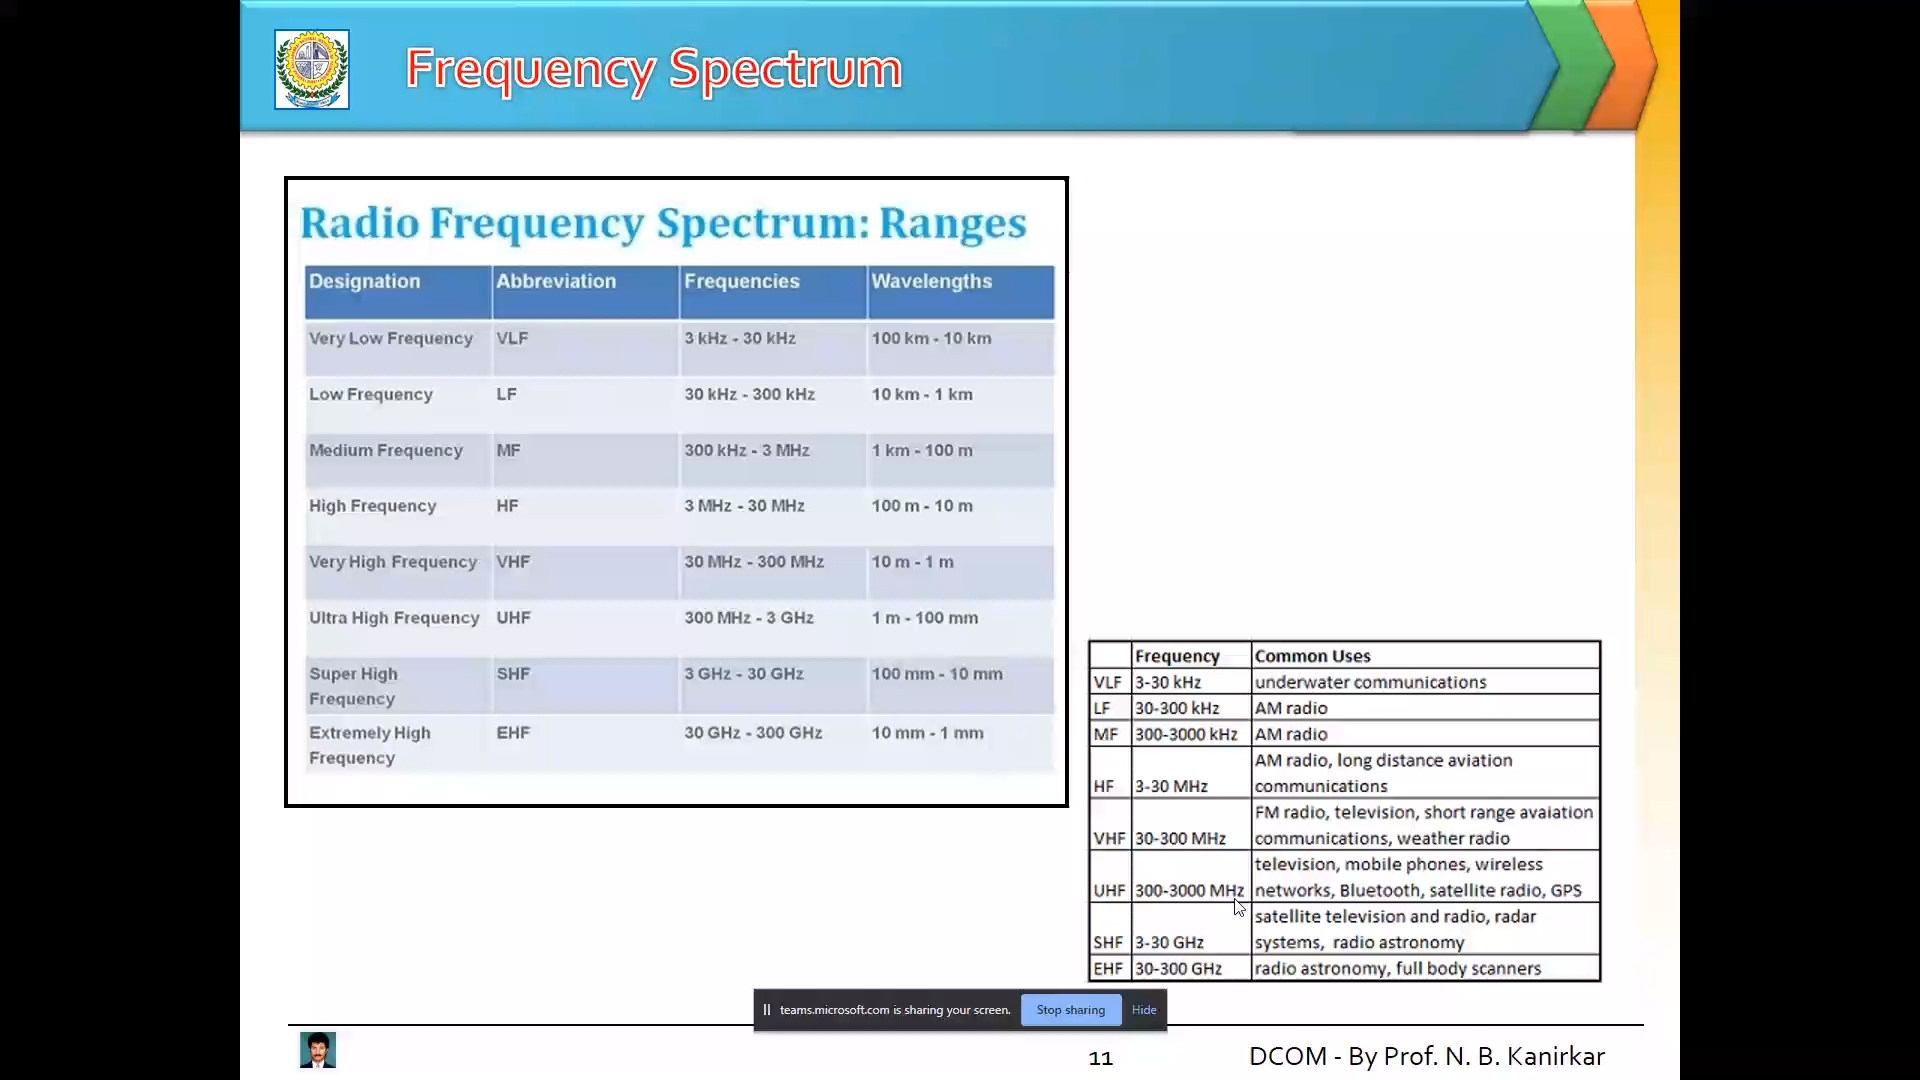 Frequency Spectrum
Radio Frequency Spectrum: Ranges
Designation Abbreviation Frequencies Wavelengths
Very Low Frequency VLF 3 kHz - 30 kHz 100 km - 10 km
Low Frequency LF 30 kHz - 300 kHz 10 km - 1 km
Medium Frequency MF 300 kHz - 3 MHz 1 km - 100 m
High Frequency HF 3 MHz - 30 MHz 100 m - 10 m
Very High Frequency VHF 30 MHz - 300 MHz 10 m - 1 m
Ultra High Frequency UHF 300 MHz - 3 GHz 1 m - 100 mm
Super High SHF 3 GHz - 30 GHz 100 mm - 10 mm
Frequency
Extremely High EHF 30 GHz - 300 GHz 10 mm - 1 mm
Frequency
Frequency Common Uses
VLF 3-30 kHz underwater communications
LF 30-300 kHz AM radio
MF 300-3000 kHz AM radio
AM radio, long distance aviation
HF 3-30 MHz communications
FM radio, television, short range avaiation
VHF 30-300 MHz communications, weather radio
television, mobile phones, wireless
UHF 300-3000 MHz networks, Bluetooth, satellite radio, GPS
satellite television and radio, radar
SHF 3-30 GHz systems, radio astronomy
EHF 30-300 GHz radio astronomy, full body scanners
teams.microsoft.com is sharing your screen. Stop sharing Hide
11 DCOM - By Prof. N. B. Kanirkar